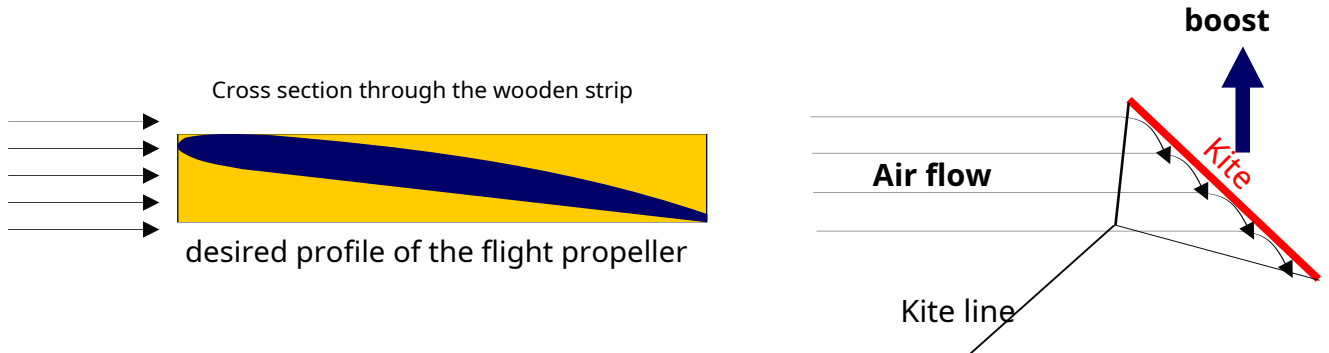 Cross section through the wooden strip
desired profile of the flight propeller
boost
Kite
Air flow
Kite line